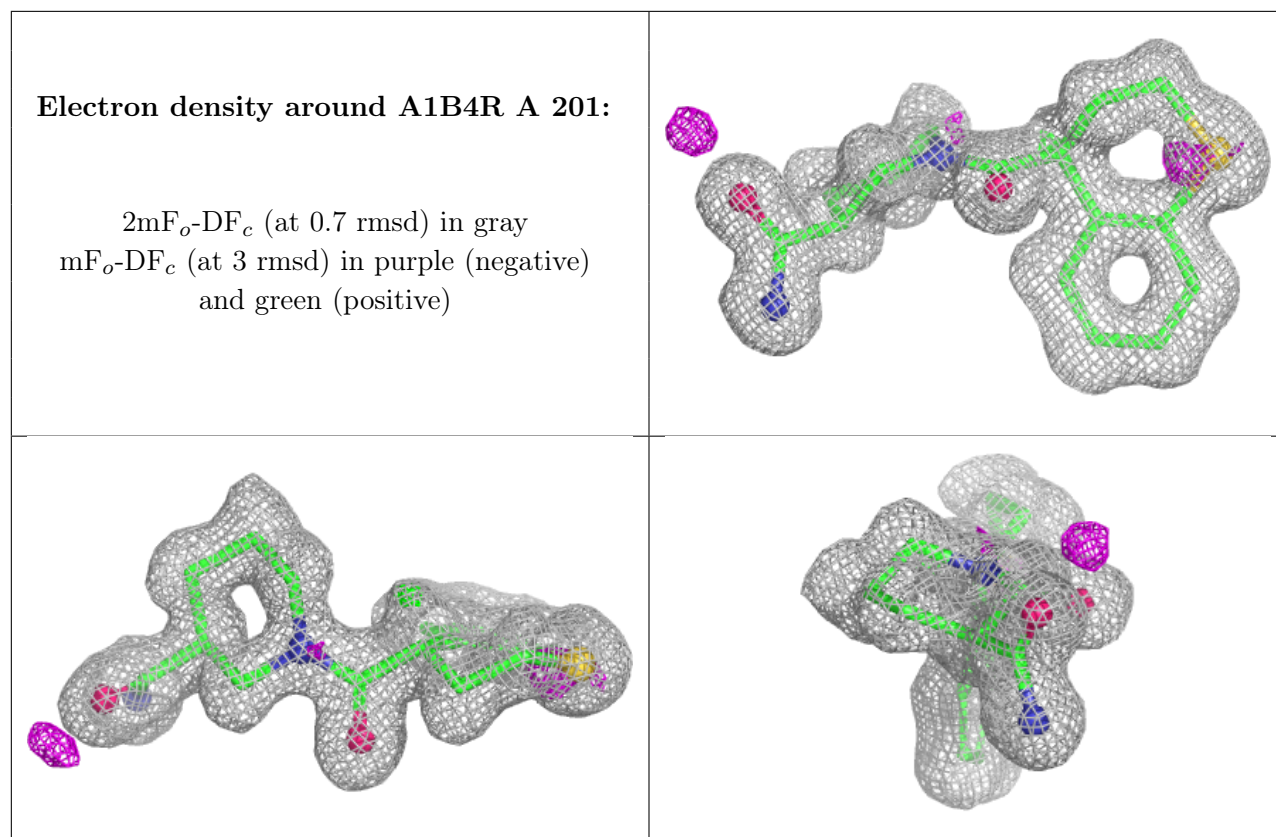 Electron density around A1B4R A 201:
2mFₒ-DF𝑐 (at 0.7 rmsd) in gray
mFₒ-DF𝑐 (at 3 rmsd) in purple (negative)
and green (positive)